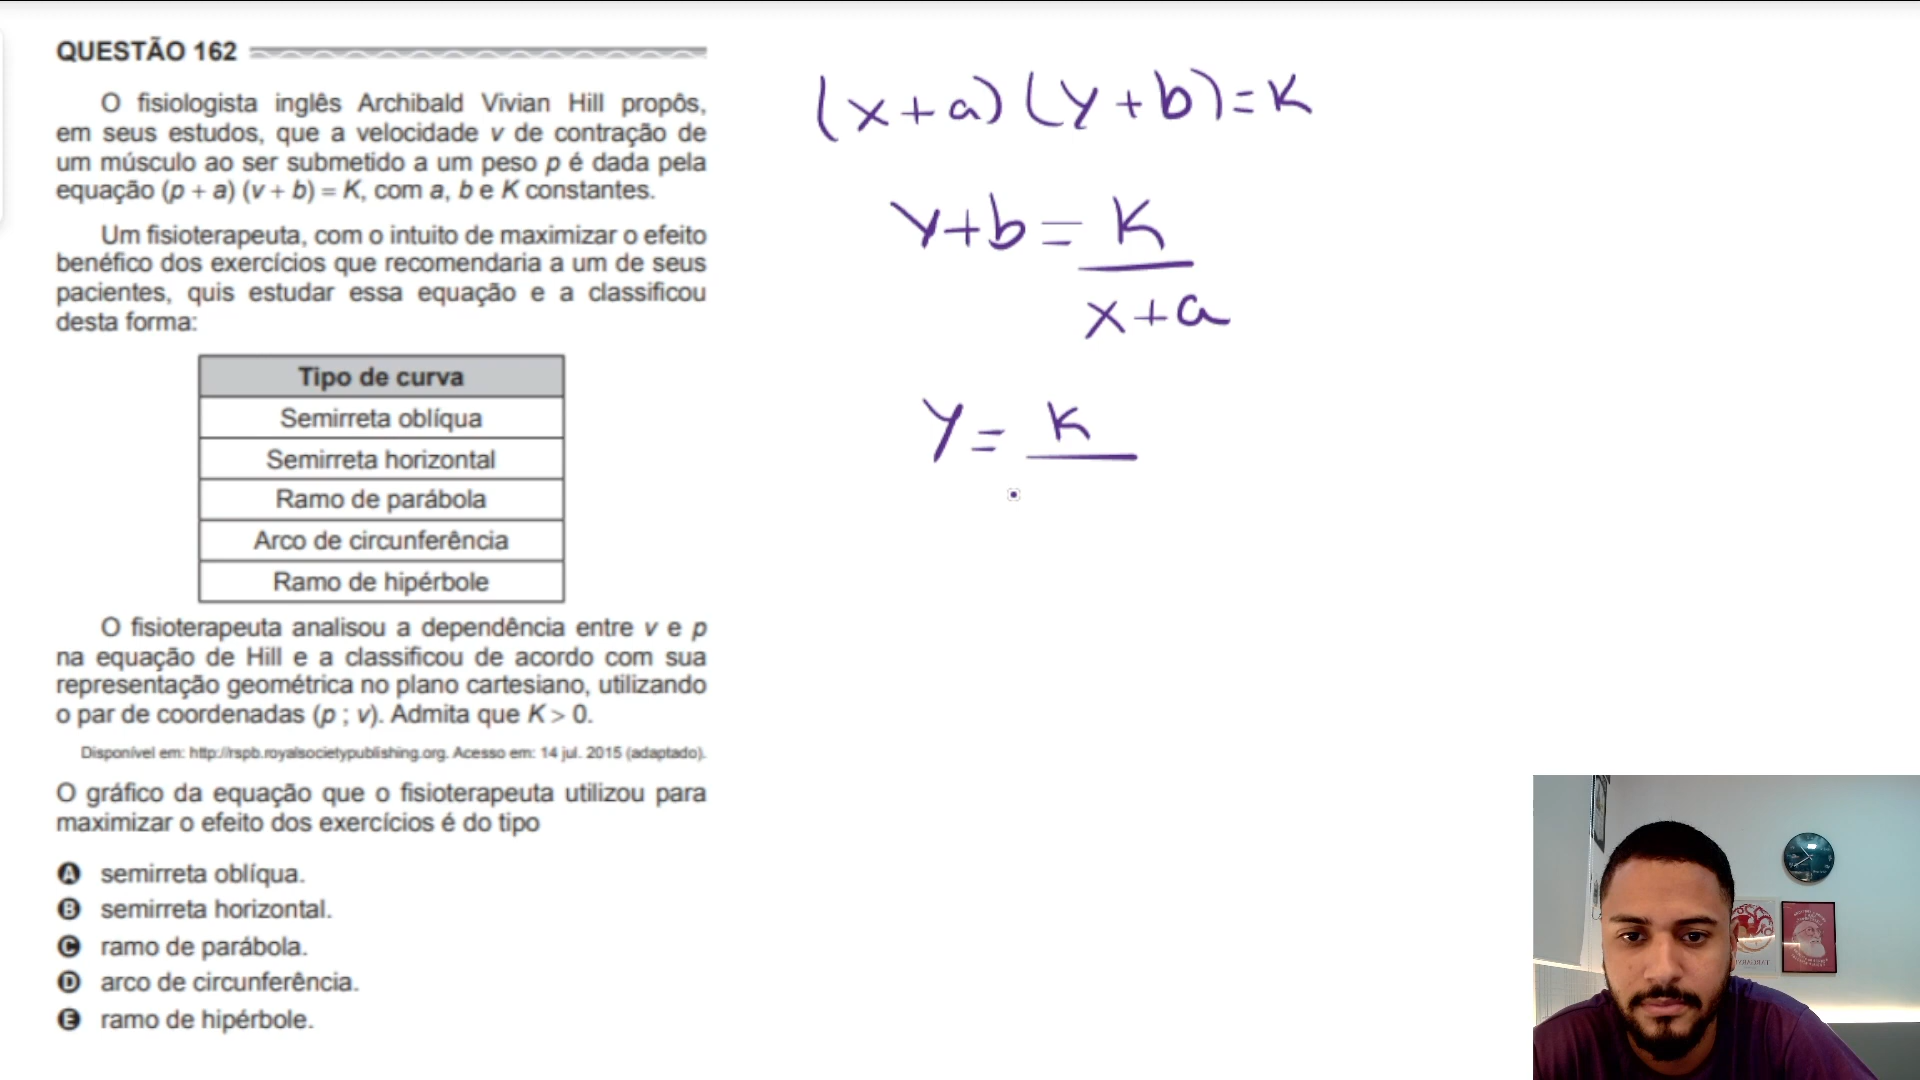 QUESTÃO 162
O fisiologista inglês Archibald Vivian Hill propôs,
em seus estudos, que a velocidade v de contração de
um músculo ao ser submetido a um peso p é dada pela
equação (p + a) (v + b) = K, com a, b e K constantes.
Um fisioterapeuta, com o intuito de maximizar o efeito
benéfico dos exercícios que recomendaria a um de seus
pacientes, quis estudar essa equação e a classificou
desta forma:
Tipo de curva
Semirreta oblíqua
Semirreta horizontal
Ramo de parábola
Arco de circunferência
Ramo de hipérbole
O fisioterapeuta analisou a dependência entre v e p
na equação de Hill e a classificou de acordo com sua
representação geométrica no plano cartesiano, utilizando
o par de coordenadas (p ; v). Admita que K > 0.
Disponível em: http://rspb.royalsocietypublishing.org. Acesso em: 14 jul. 2015 (adaptado).
O gráfico da equação que o fisioterapeuta utilizou para
maximizar o efeito dos exercícios é do tipo
A semirreta oblíqua.
B semirreta horizontal.
C ramo de parábola.
D arco de circunferência.
E ramo de hipérbole.
(x+a)(y+b)=K
y+b=K
x+a
y=K